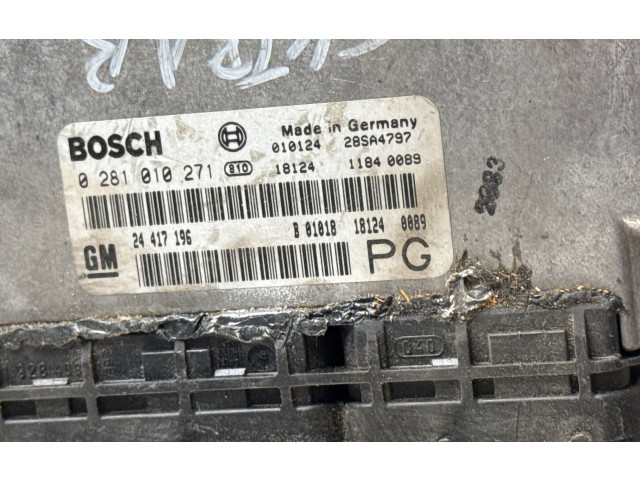 BOSCH Made in Germany
010124 28SA4797
0 281 010 271 810 18124 1184 0089
24 417 196 B 01018 18124 0089
GM PG